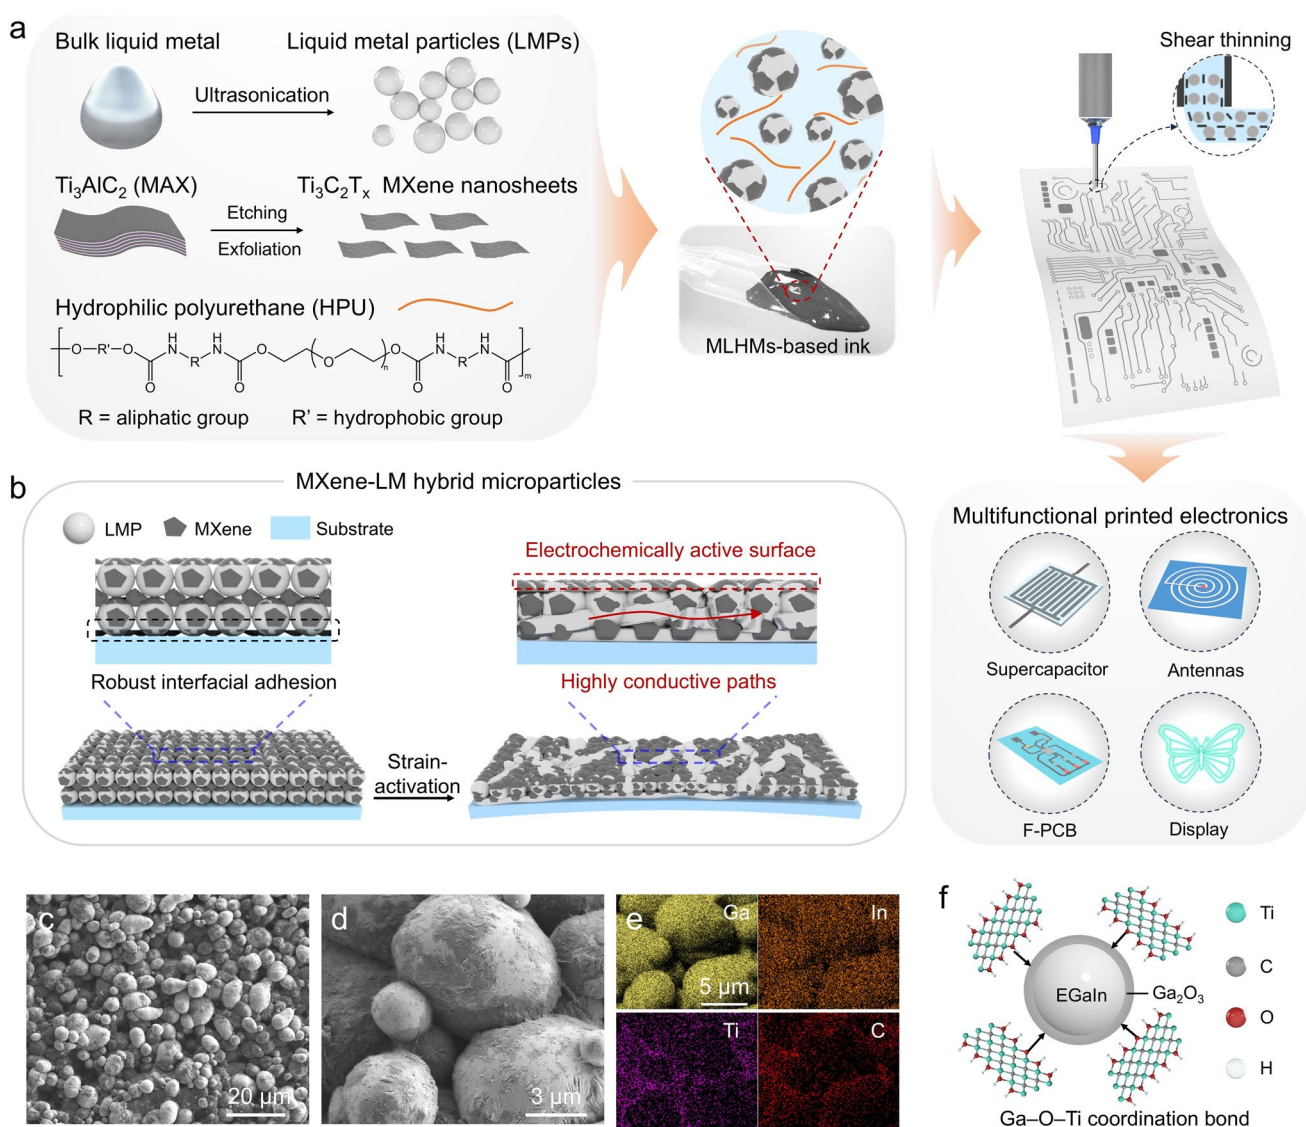 a
Bulk liquid metal
Liquid metal particles (LMPs)
Ultrasonication
Ti₃AlC₂ (MAX)
Ti₃C₂Tₓ MXene nanosheets
Etching
Exfoliation
Hydrophilic polyurethane (HPU)
O R' O H N R H N O O n O H N R H N m
O O O O
R = aliphatic group
R' = hydrophobic group
MLHMs-based ink
Shear thinning
b
MXene-LM hybrid microparticles
LMP
MXene
Substrate
Robust interfacial adhesion
Electrochemically active surface
Highly conductive paths
Strain-
activation
Multifunctional printed electronics
Supercapacitor
Antennas
F-PCB
Display
c
20 µm
d
3 µm
e
Ga
5 µm
In
Ti
C
f
EGaIn
Ga₂O₃
Ti
C
O
H
Ga–O–Ti coordination bond